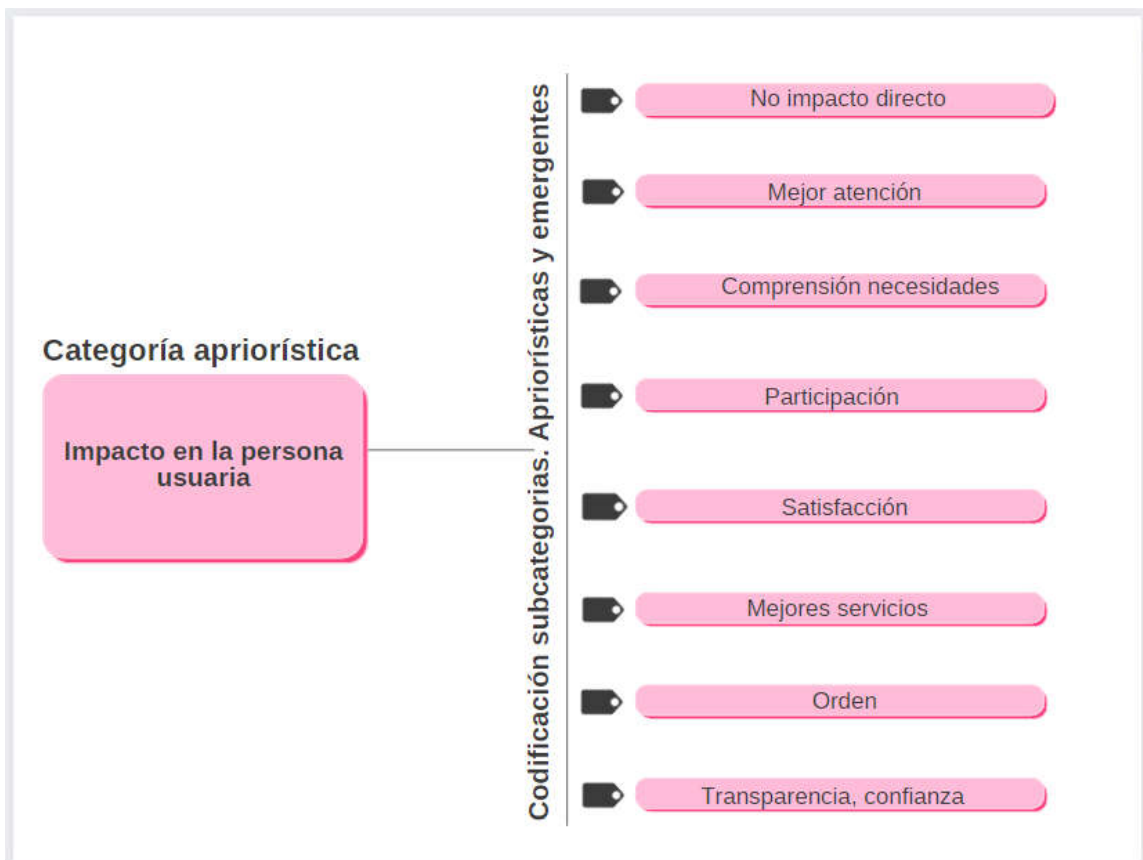 Categoría apriorística
Impacto en la persona
usuaria
Codificación subcategorias. Apriorísticas y emergentes
No impacto directo
Mejor atención
Comprensión necesidades
Participación
Satisfacción
Mejores servicios
Orden
Transparencia, confianza